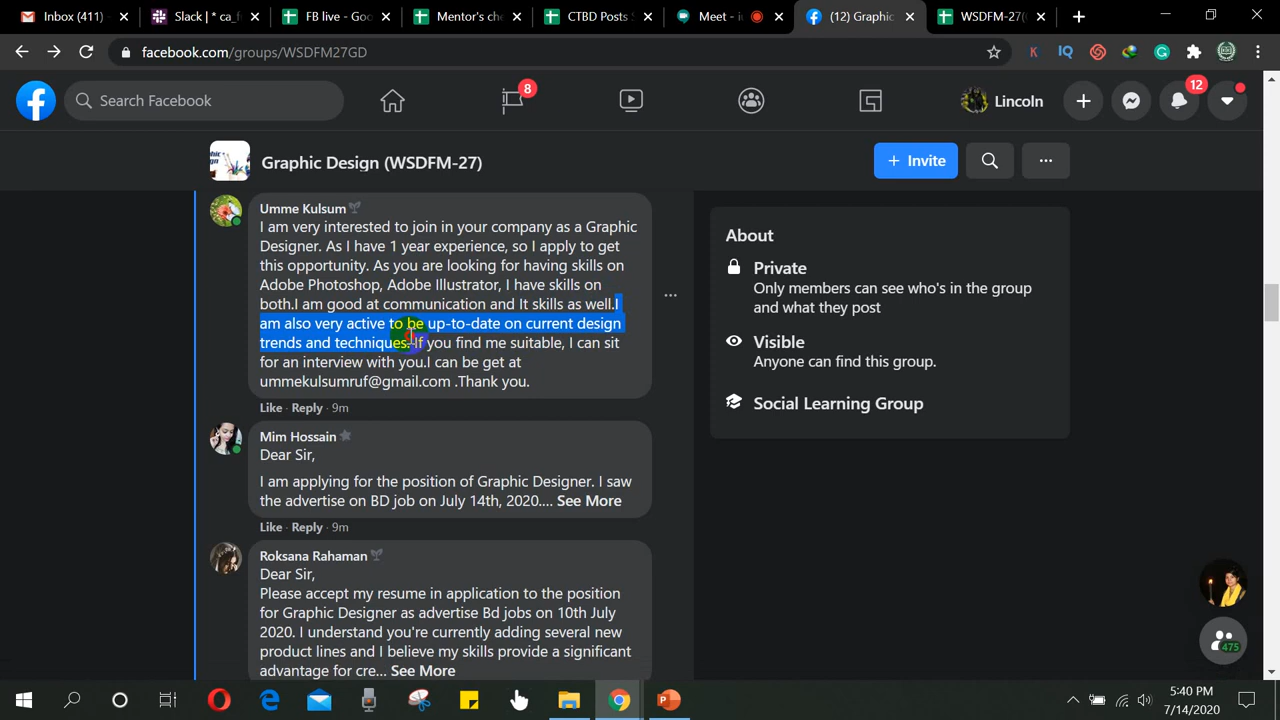 Inbox (411) -
Slack | * ca_f
FB live - Goo
Mentor's che
CTBD Posts S
Meet - i
(12) Graphic
WSDFM-27(
facebook.com/groups/WSDFM27GD
Search Facebook
8
Lincoln
12
Graphic Design (WSDFM-27)
+ Invite
Umme Kulsum
I am very interested to join in your company as a Graphic
Designer. As I have 1 year experience, so I apply to get
this opportunity. As you are looking for having skills on
Adobe Photoshop, Adobe Illustrator, I have skills on
both.I am good at communication and It skills as well.I
am also very active to be up-to-date on current design
trends and techniques. If you find me suitable, I can sit
for an interview with you.I can be get at
ummekulsumruf@gmail.com .Thank you.
Like · Reply · 9m
Mim Hossain
Dear Sir,
I am applying for the position of Graphic Designer. I saw
the advertise on BD job on July 14th, 2020.... See More
Like · Reply · 9m
Roksana Rahaman
Dear Sir,
Please accept my resume in application to the position
for Graphic Designer as advertise Bd jobs on 10th July
2020. I understand you're currently adding several new
product lines and I believe my skills provide a significant
advantage for cre... See More
About
Private
Only members can see who's in the group
and what they post
Visible
Anyone can find this group.
Social Learning Group
475
5:40 PM
7/14/2020